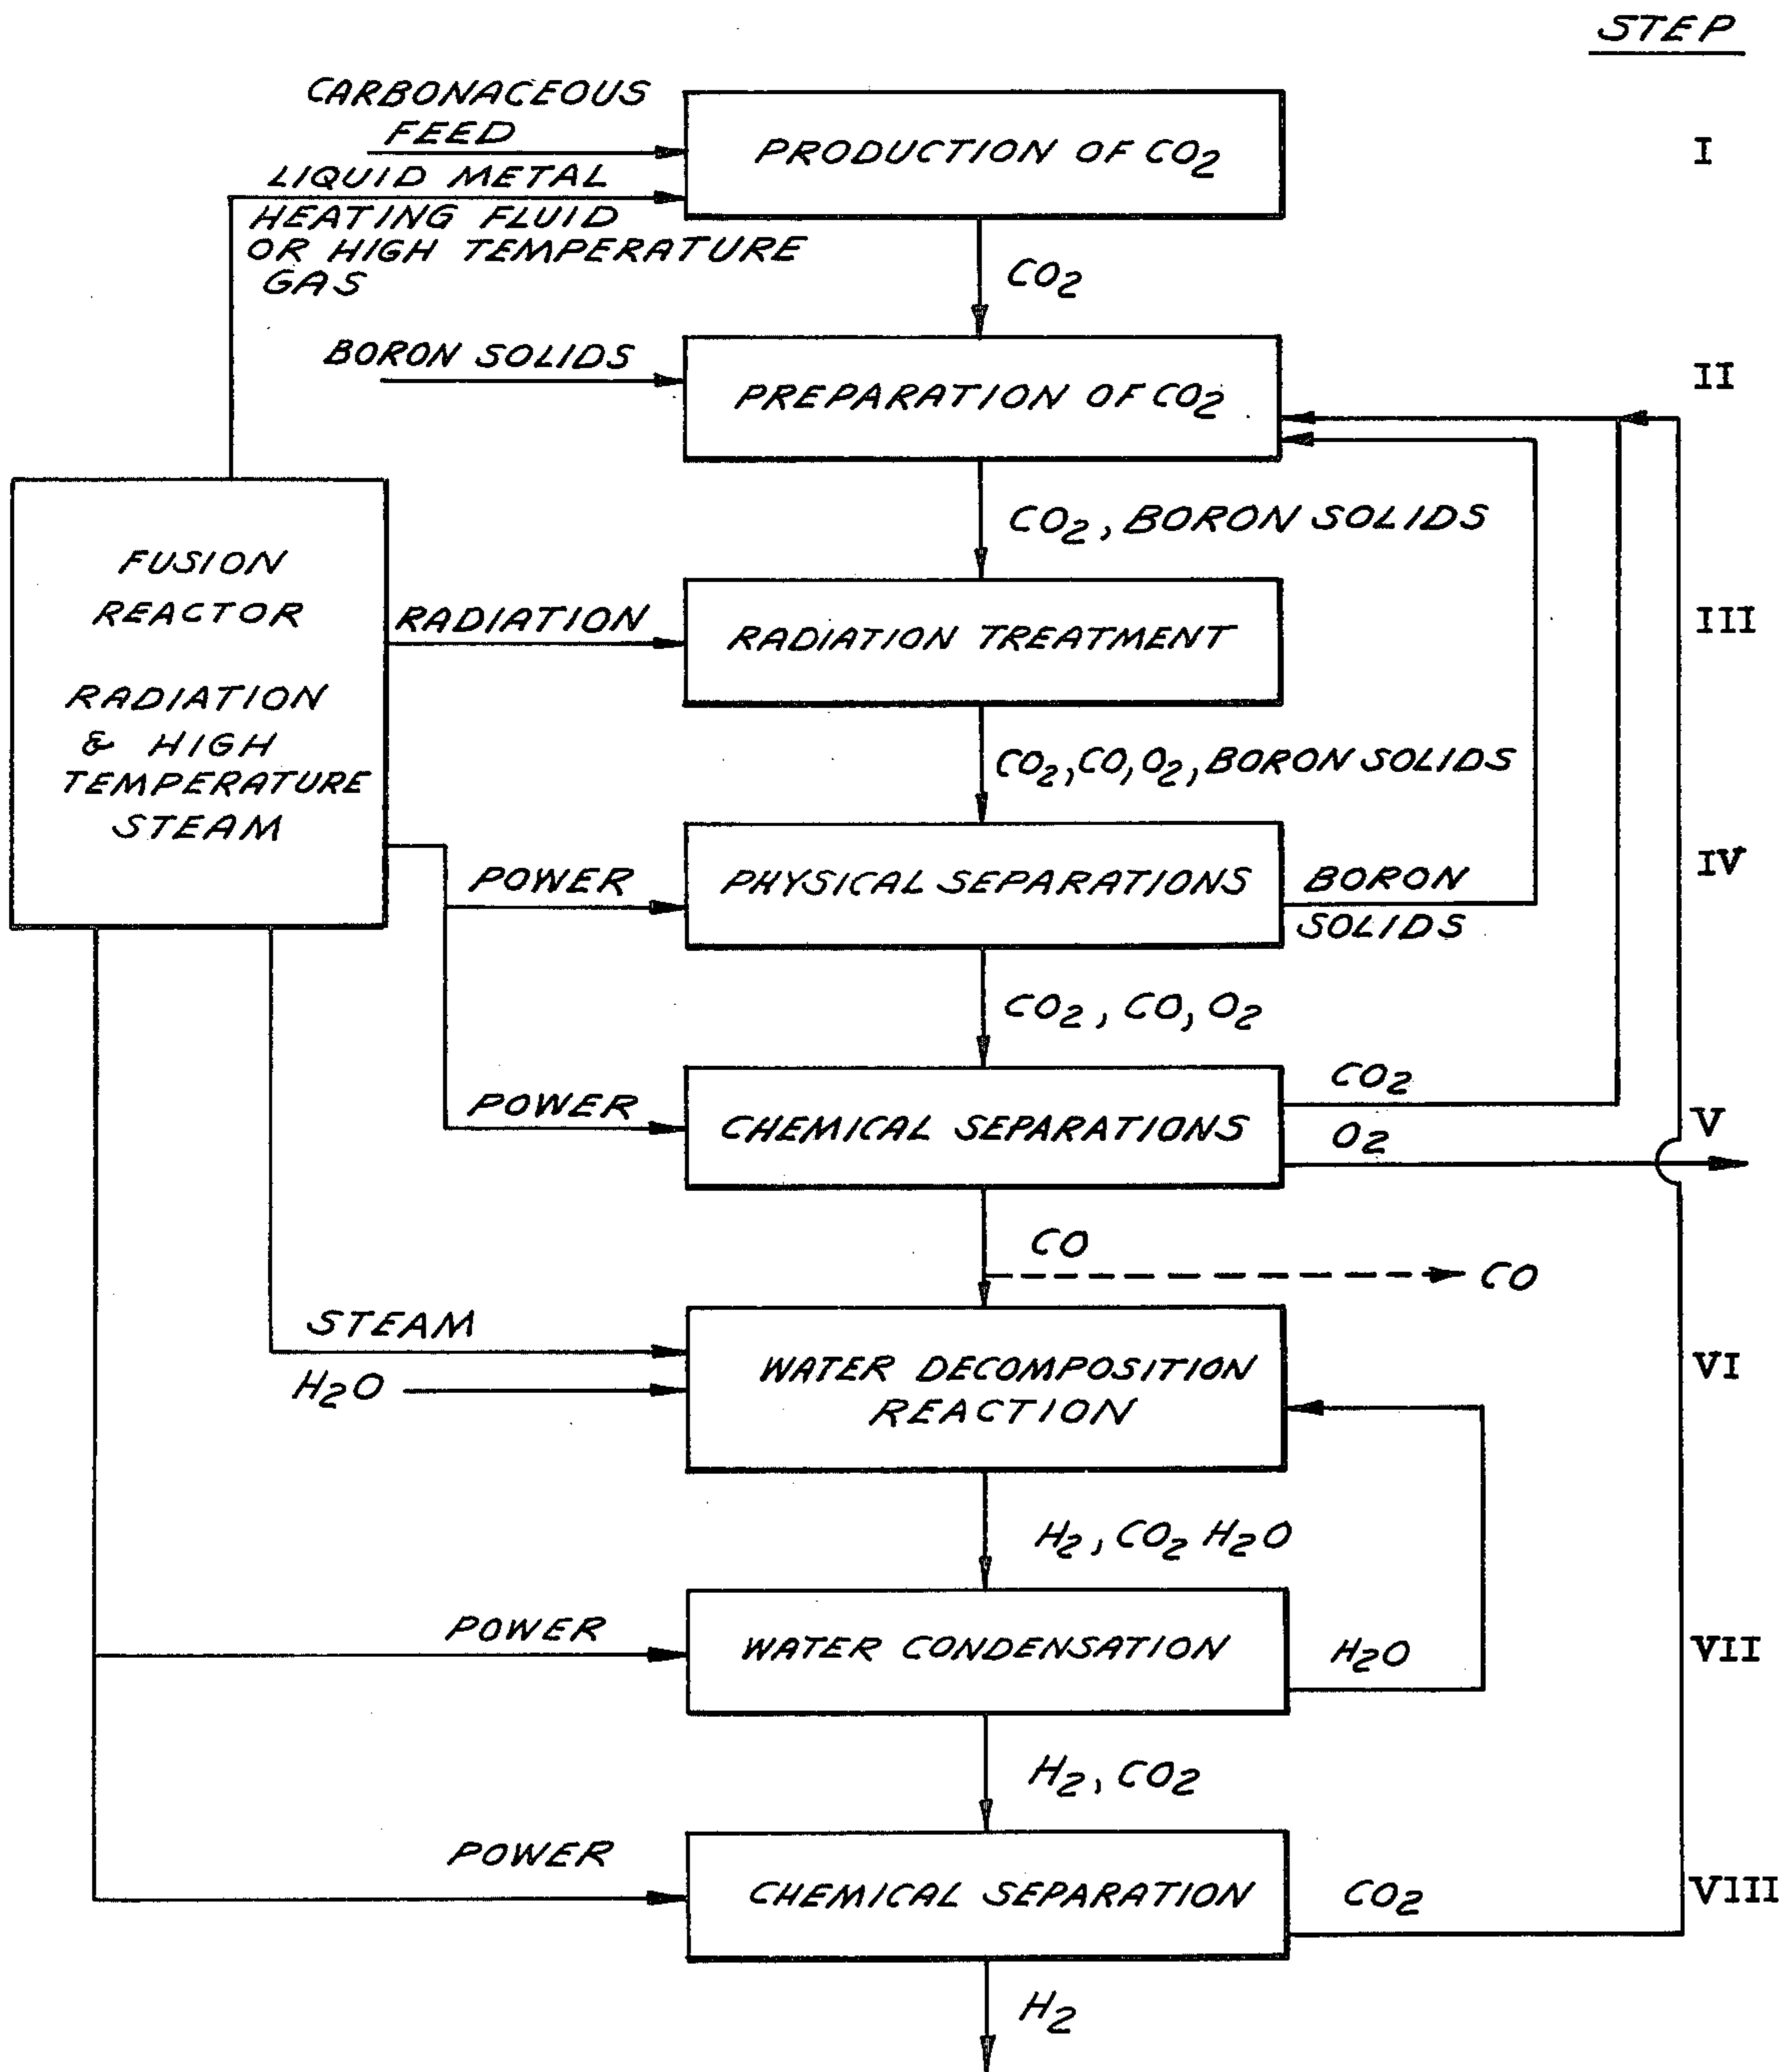 STEP
CARBONACEOUS
FEED
LIQUID METAL
HEATING FLUID
OR HIGH TEMPERATURE
GAS
PRODUCTION OF CO2
I
CO2
BORON SOLIDS
PREPARATION OF CO2
II
CO2, BORON SOLIDS
FUSION
REACTOR
RADIATION
& HIGH
TEMPERATURE
STEAM
RADIATION
RADIATION TREATMENT
III
CO2, CO, O2, BORON SOLIDS
POWER
PHYSICAL SEPARATIONS
BORON
SOLIDS
IV
CO2, CO, O2
POWER
CHEMICAL SEPARATIONS
CO2
O2
V
CO
CO
STEAM
H2O
WATER DECOMPOSITION
REACTION
VI
H2, CO2 H2O
POWER
WATER CONDENSATION
H2O
VII
H2, CO2
POWER
CHEMICAL SEPARATION
CO2
VIII
H2